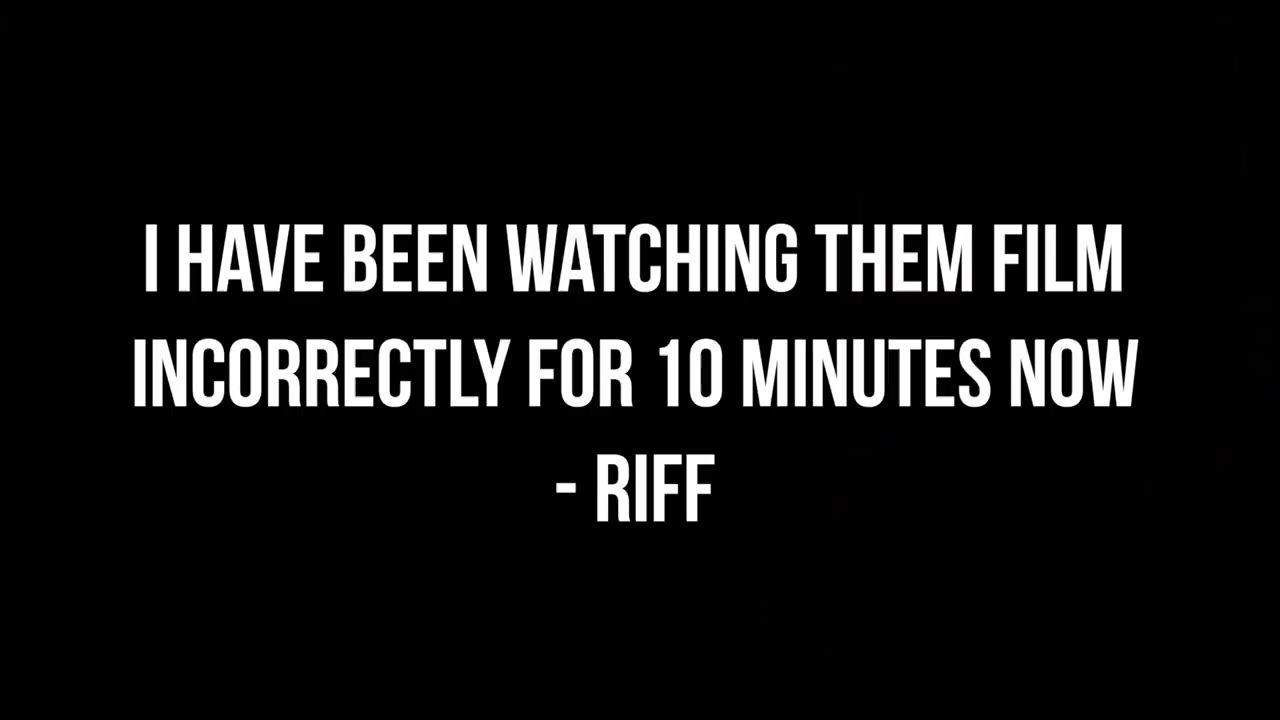 I HAVE BEEN WATCHING THEM FILM
INCORRECTLY FOR 10 MINUTES NOW
- RIFF